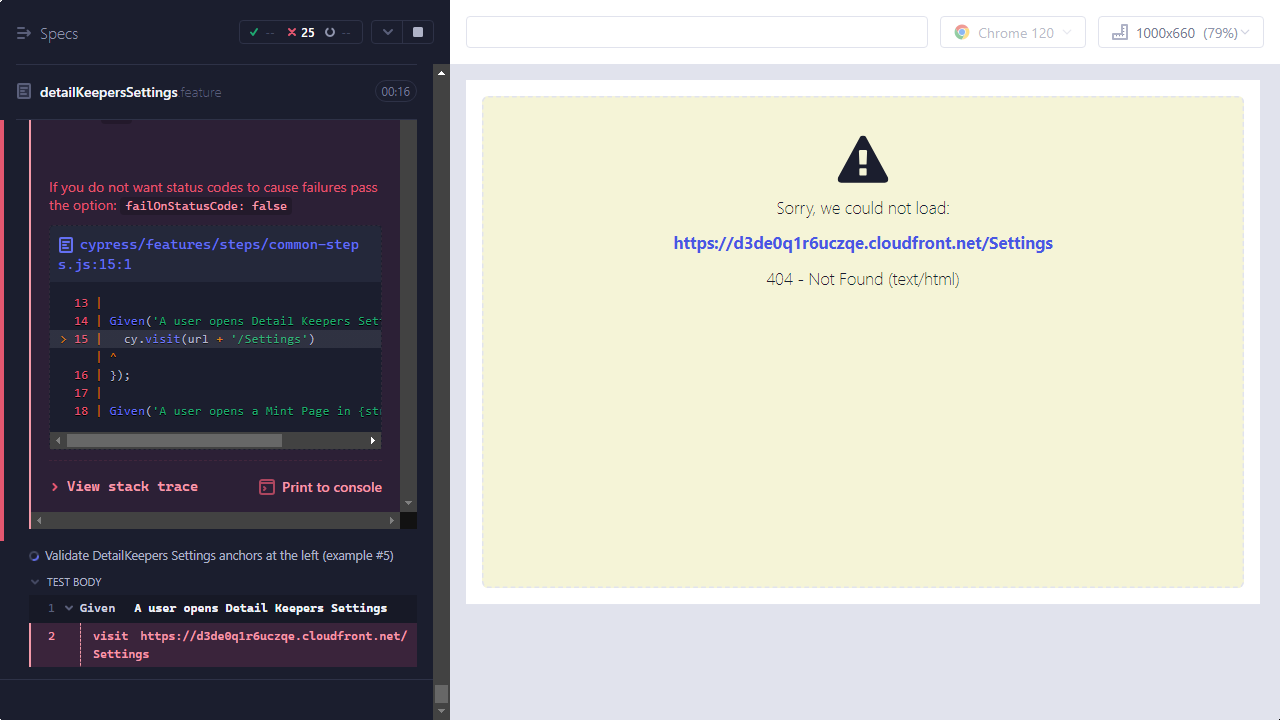 Specs
-- 25 --
Chrome 120
1000x660 (79%)
detailKeepersSettings feature
00:16
If you do not want status codes to cause failures pass
the option: failOnStatusCode: false
cypress/features/steps/common-step
s.js:15:1
13 |
14 | Given('A user opens Detail Keepers Set
> 15 | cy.visit(url + '/Settings')
| ^
16 | });
17 |
18 | Given('A user opens a Mint Page in {st
> View stack trace
Print to console
Validate DetailKeepers Settings anchors at the left (example #5)
TEST BODY
1 Given A user opens Detail Keepers Settings
2 visit https://d3de0q1r6uczqe.cloudfront.net/
Settings
Sorry, we could not load:
https://d3de0q1r6uczqe.cloudfront.net/Settings
404 - Not Found (text/html)